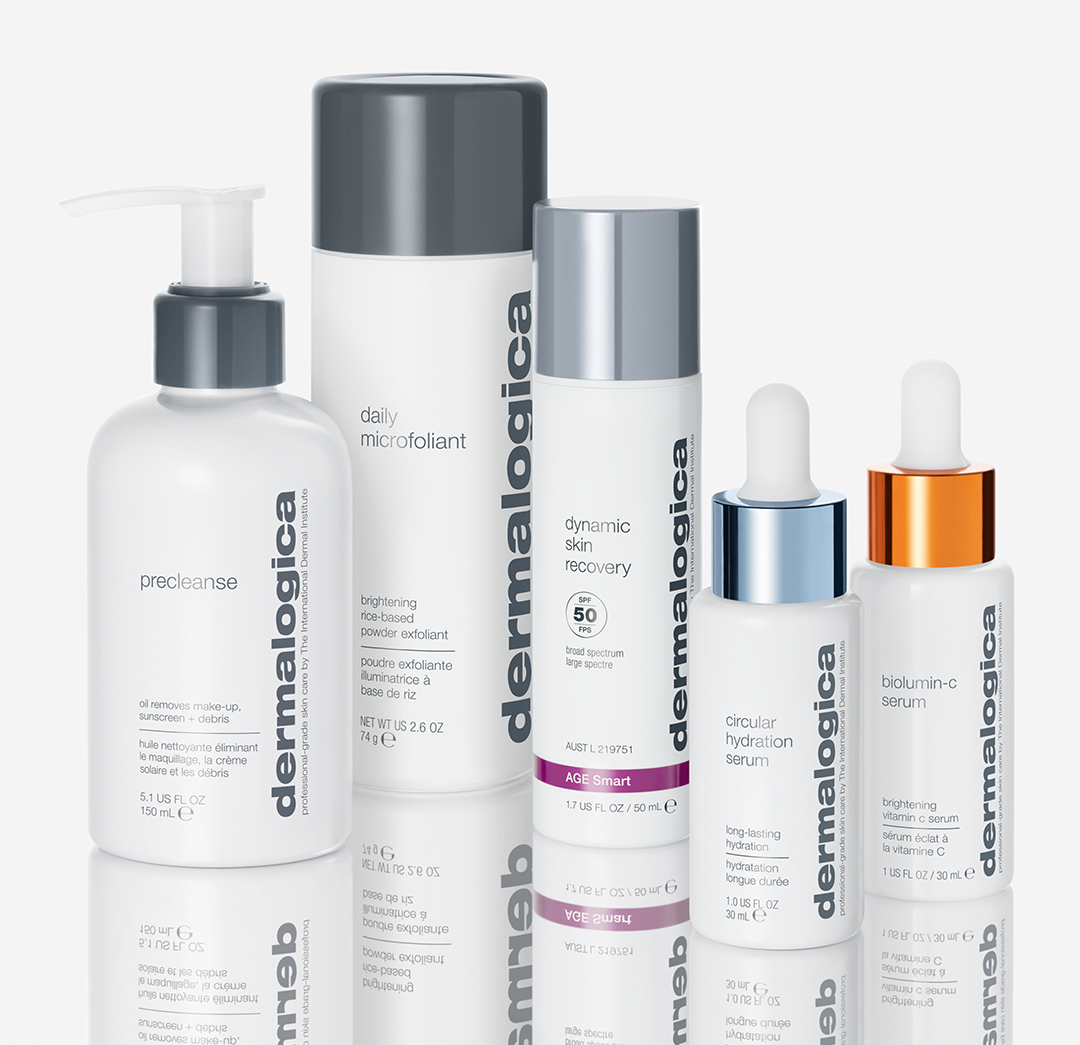 precleanse
oil removes make-up,
sunscreen + debris
huile nettoyante éliminant
le maquillage, la crème
solaire et les débris
5.1 US FL OZ
150 mL ℮
dermalogica
professional-grade skin care by The International Dermal Institute
daily
microfoliant
brightening
rice-based
powder exfoliant
poudre exfoliante
illuminatrice à
base de riz
NET WT US 2.6 OZ
74 g ℮
dermalogica
dynamic
skin
recovery
SPF
50
FPS
broad spectrum
large spectre
AUST L 219751
AGE Smart
1.7 US FL OZ / 50 mL ℮
dermalogica
The International Dermal Institute
circular
hydration
serum
long-lasting
hydration
hydratation
longue durée
1.0 US FL OZ
30 mL ℮
dermalogica
professional-grade skin care by The International Dermal Institute
biolumin-c
serum
brightening
vitamin c serum
sérum éclat à
la vitamine C
1 US FL OZ / 30 mL ℮
dermalogica
professional-grade skin care by The International Dermal Institute